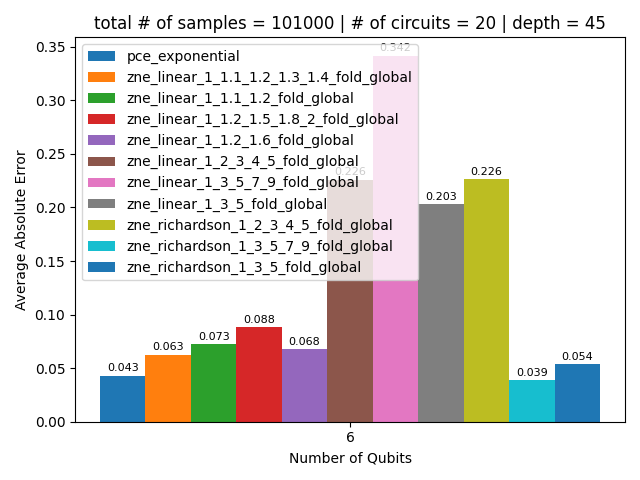 total # of samples = 101000 | # of circuits = 20 | depth = 45
Average Absolute Error
0.35
0.30
0.25
0.20
0.15
0.10
0.05
0.00
pce_exponential
zne_linear_1_1.1_1.2_1.3_1.4_fold_global
zne_linear_1_1.1_1.2_fold_global
zne_linear_1_1.2_1.5_1.8_2_fold_global
zne_linear_1_1.2_1.6_fold_global
zne_linear_1_2_3_4_5_fold_global
zne_linear_1_3_5_7_9_fold_global
zne_linear_1_3_5_fold_global
zne_richardson_1_2_3_4_5_fold_global
zne_richardson_1_3_5_7_9_fold_global
zne_richardson_1_3_5_fold_global
0.043
0.063
0.073
0.088
0.068
0.226
0.342
0.203
0.226
0.039
0.054
6
Number of Qubits